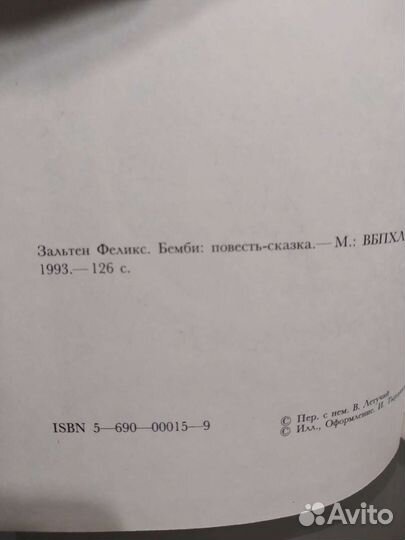 Зальтен Феликс. Бемби: повесть-сказка.— М.: ВБПХЛ
1993.— 126 с.
ISBN 5—690—00015—9
© Пер. с нем. В. Летучий
© Илл., Оформление. И.
Avito